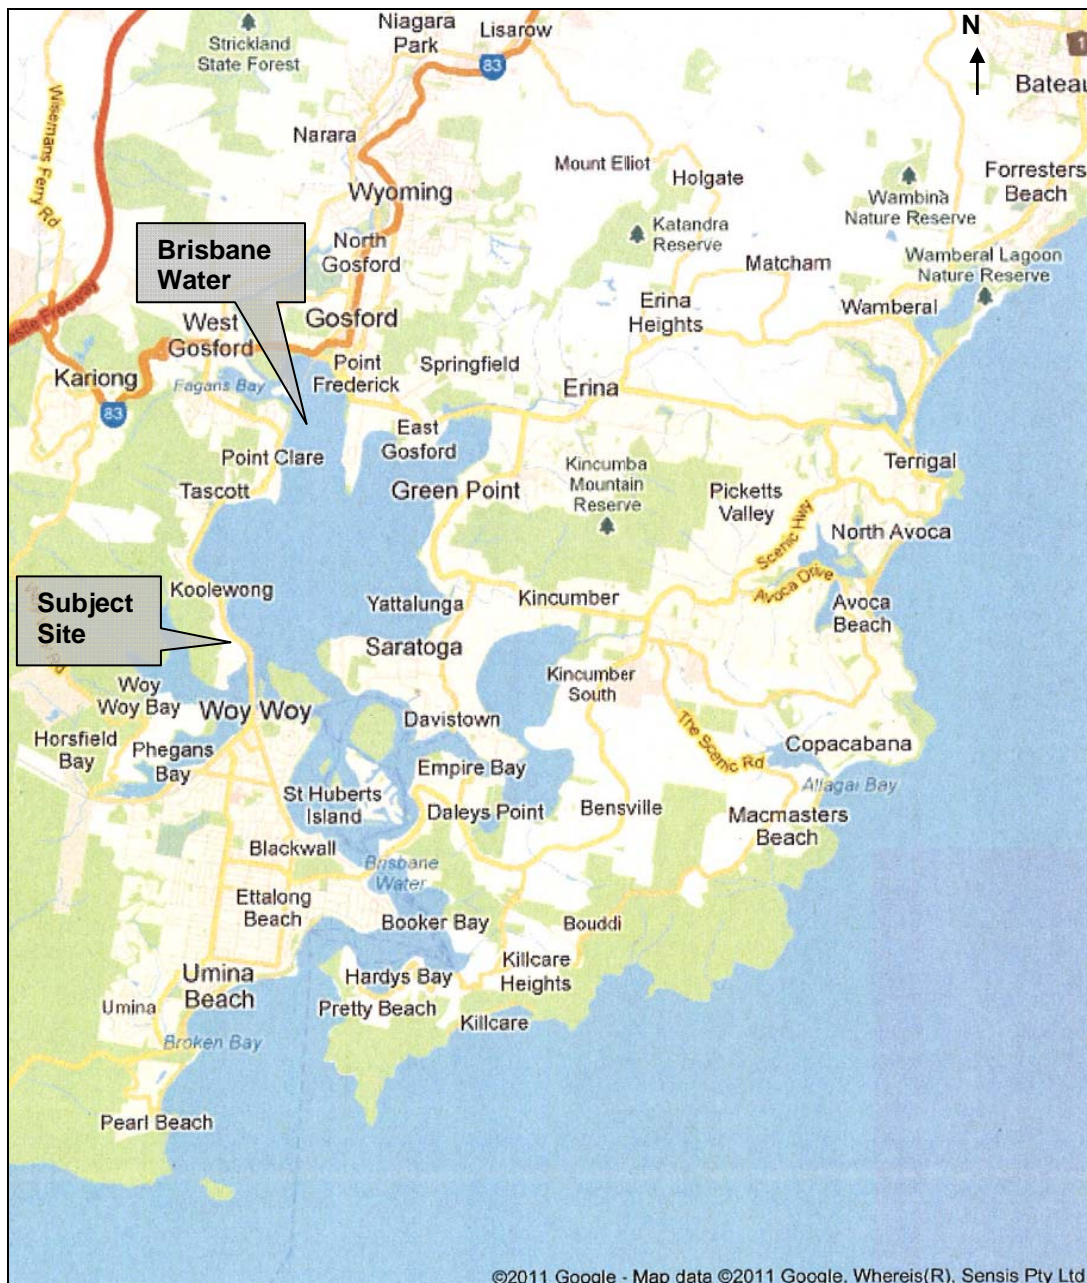 Niagara
Park
Lisarow
N
Strickland
State Forest
83
1
Bateau
Wisemans Ferry Rd
Narara
Mount Elliot
Holgate
Forresters
Beach
Wyoming
Wambina
Nature Reserve
Katandra
Reserve
Brisbane
Water
North
Gosford
Matcham
Wamberal Lagoon
Nature Reserve
Erina
Heights
Wamberal
stle Freeway
West
Gosford
Gosford
Kariong
Fagans Bay
Point
Frederick
Springfield
Erina
83
East
Gosford
Point Clare
Terrigal
Tascott
Green Point
Kincumba
Mountain
Reserve
Picketts
Valley
Scenic Hwy
North Avoca
Koolewong
Yattalunga
Kincumber
Avoca Drive
Avoca
Beach
Subject
Site
Rd
Saratoga
Woy
Woy Bay
Woy Woy
Kincumber
South
Davistown
Horsfield
Bay
Phegans
Bay
The Scenic Rd
Copacabana
Empire Bay
Allagai Bay
St Huberts
Island
Daleys Point
Bensville
Macmasters
Beach
Blackwall
Brisbane
Water
Ettalong
Beach
Booker Bay
Bouddi
Umina
Beach
Hardys Bay
Killcare
Heights
Umina
Pretty Beach
Killcare
Broken Bay
Pearl Beach
©2011 Google - Map data ©2011 Google, Whereis(R), Sensis Pty Ltd